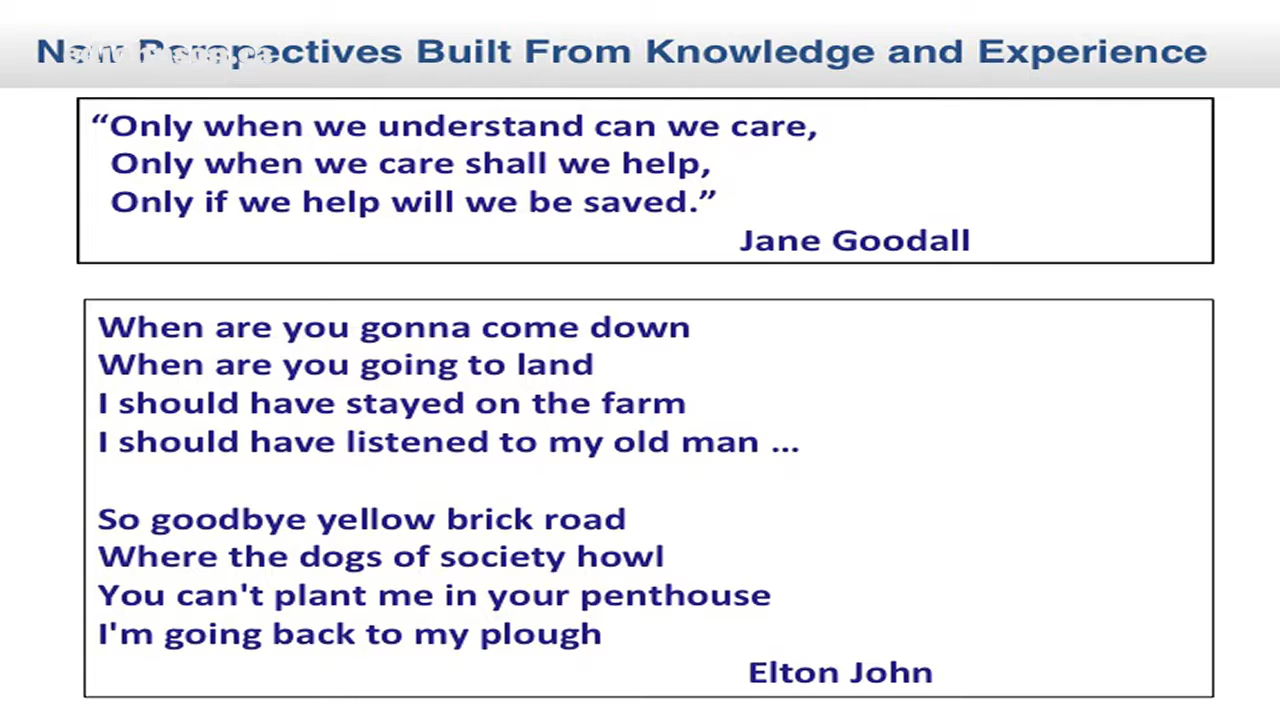 New Perspectives Built From Knowledge and Experience
“Only when we understand can we care,
Only when we care shall we help,
Only if we help will we be saved.”
Jane Goodall
When are you gonna come down
When are you going to land
I should have stayed on the farm
I should have listened to my old man ...
So goodbye yellow brick road
Where the dogs of society howl
You can't plant me in your penthouse
I'm going back to my plough
Elton John